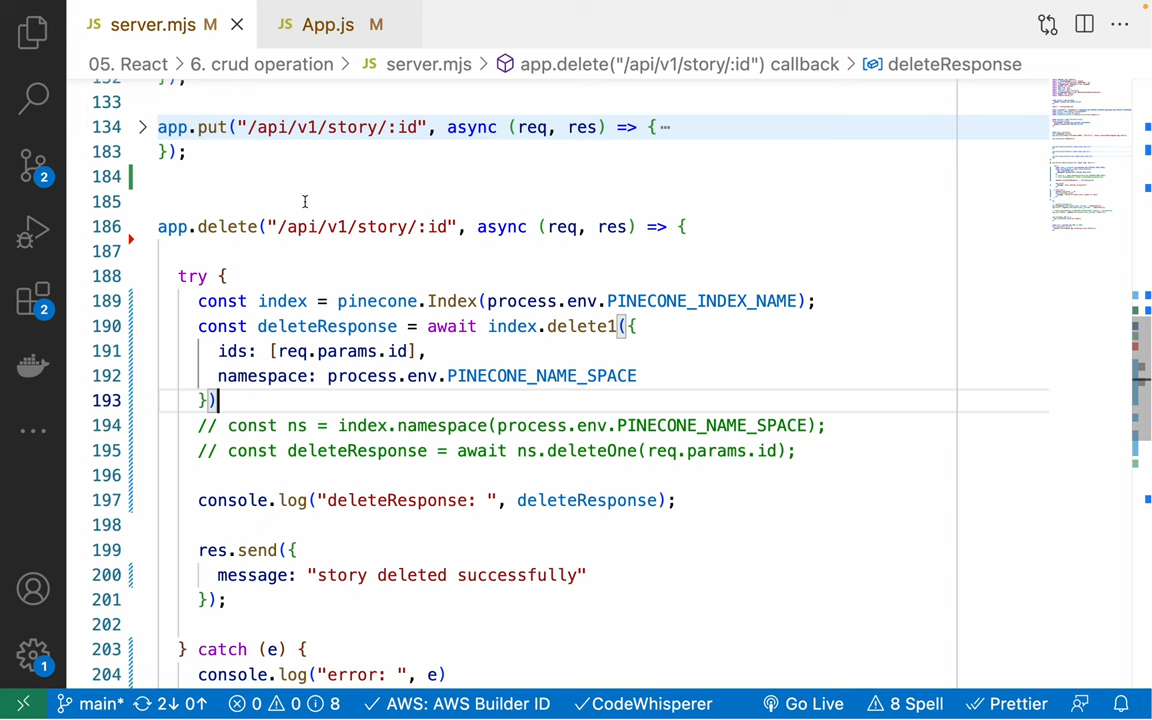 JS server.mjs M ×
JS App.js M
05. React > 6. crud operation > JS server.mjs > app.delete("/api/v1/story/:id") callback > deleteResponse
132 });
133
134 > app.put("/api/v1/story/:id", async (req, res) => {⋯
183 });
184
185
186 app.delete("/api/v1/story/:id", async (req, res) => {
187
188 try {
189 const index = pinecone.Index(process.env.PINECONE_INDEX_NAME);
190 const deleteResponse = await index.delete1({
191 ids: [req.params.id],
192 namespace: process.env.PINECONE_NAME_SPACE
193 })
194 // const ns = index.namespace(process.env.PINECONE_NAME_SPACE);
195 // const deleteResponse = await ns.deleteOne(req.params.id);
196
197 console.log("deleteResponse: ", deleteResponse);
198
199 res.send({
200 message: "story deleted successfully"
201 });
202
203 } catch (e) {
204 console.log("error: ", e)
2
2
1
main* 2↓ 0↑ 0 0 8 AWS: AWS Builder ID CodeWhisperer Go Live 8 Spell Prettier